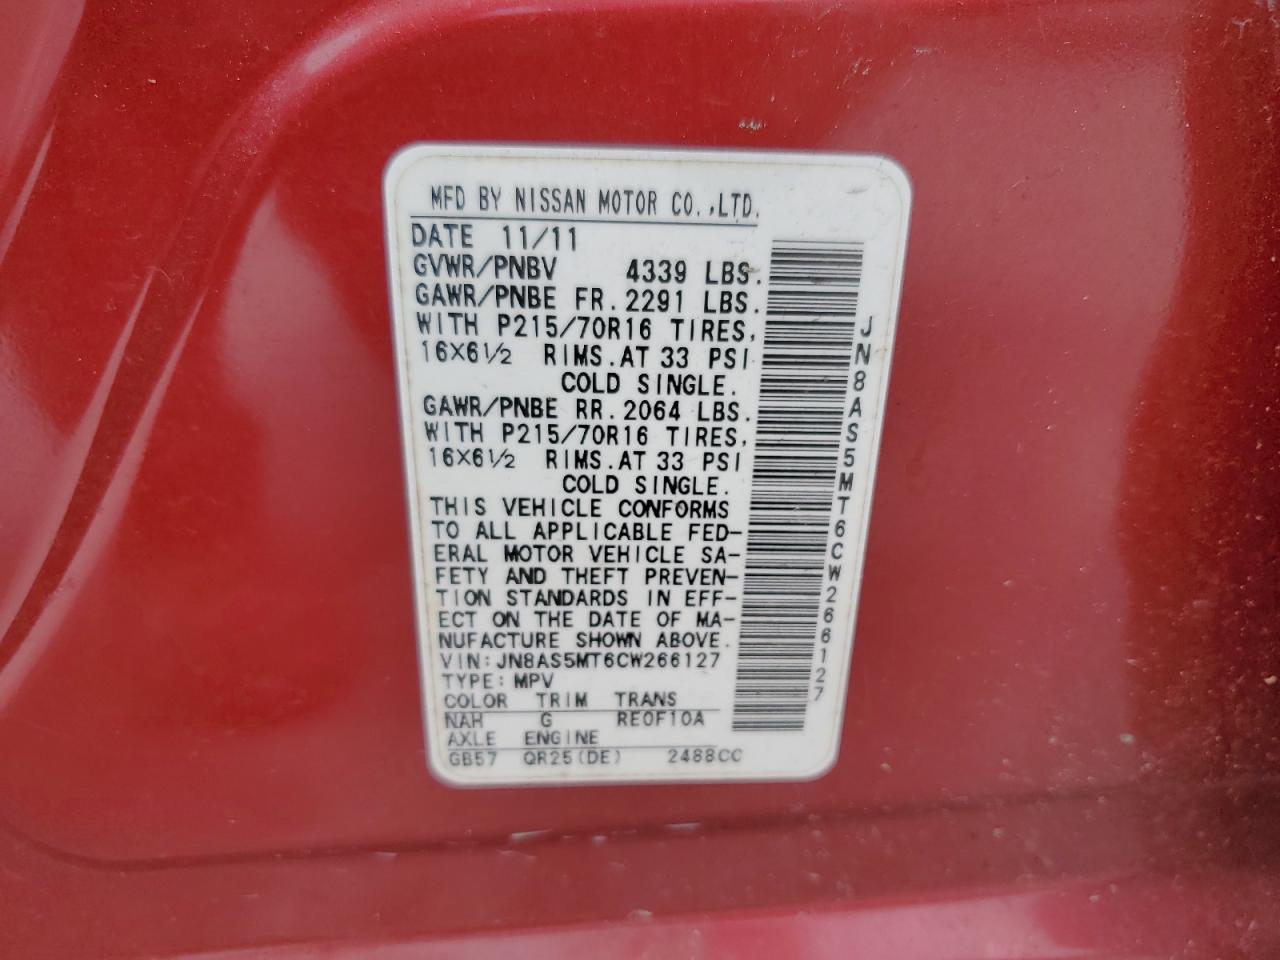 MFD BY NISSAN MOTOR CO.,LTD.
DATE 11/11
GVWR/PNBV 4339 LBS.
GAWR/PNBE FR.2291 LBS.
WITH P215/70R16 TIRES,
16X6½ RIMS.AT 33 PSI
COLD SINGLE.
GAWR/PNBE RR.2064 LBS.
WITH P215/70R16 TIRES,
16X6½ RIMS.AT 33 PSI
COLD SINGLE.
THIS VEHICLE CONFORMS
TO ALL APPLICABLE FED-
ERAL MOTOR VEHICLE SA-
FETY AND THEFT PREVEN-
TION STANDARDS IN EFF-
ECT ON THE DATE OF MA-
NUFACTURE SHOWN ABOVE.
VIN:JN8AS5MT6CW266127
TYPE:MPV
COLOR TRIM TRANS
NAH G RE0F10A
AXLE ENGINE
GB57 QR25(DE) 2488CC
JN8AS5MT6CW266127